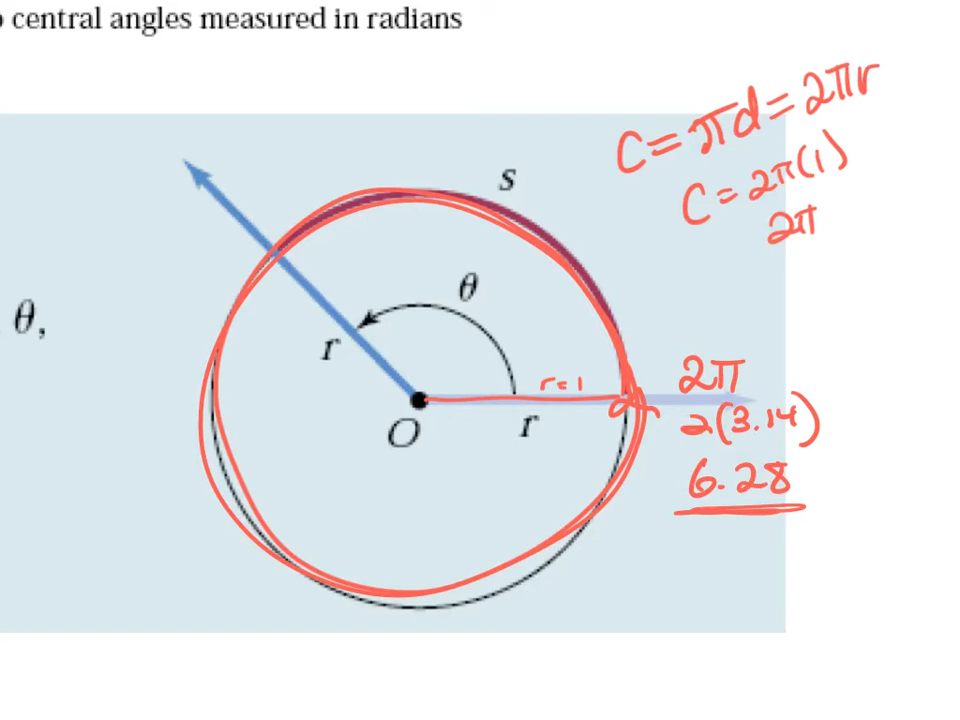 central angles measured in radians
C = πd = 2πr
C = 2π(1)
2π
s
θ
θ,
r
r = 1
2π
O
r
2(3.14)
6.28